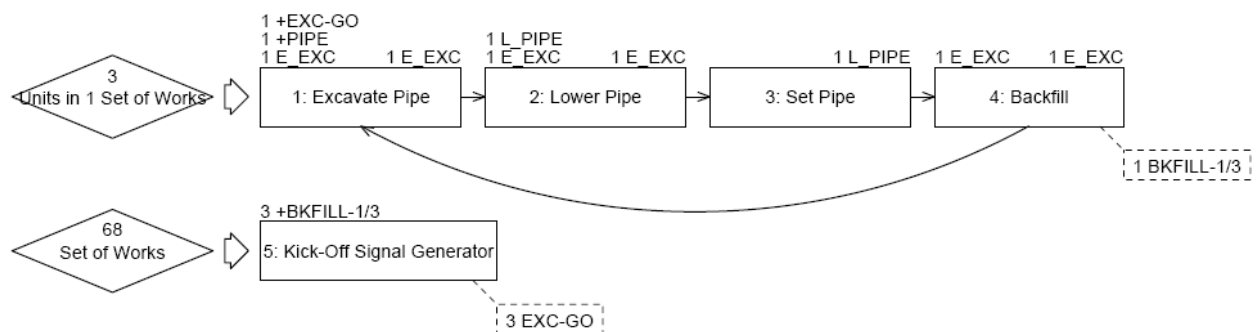 1 +EXC-GO
1 +PIPE
1 E_EXC 1 E_EXC
1 L_PIPE
1 E_EXC 1 E_EXC
1 L_PIPE
1 E_EXC 1 E_EXC
3
Units in 1 Set of Works
1: Excavate Pipe
2: Lower Pipe
3: Set Pipe
4: Backfill
1 BKFILL-1/3
68
Set of Works
3 +BKFILL-1/3
5: Kick-Off Signal Generator
3 EXC-GO